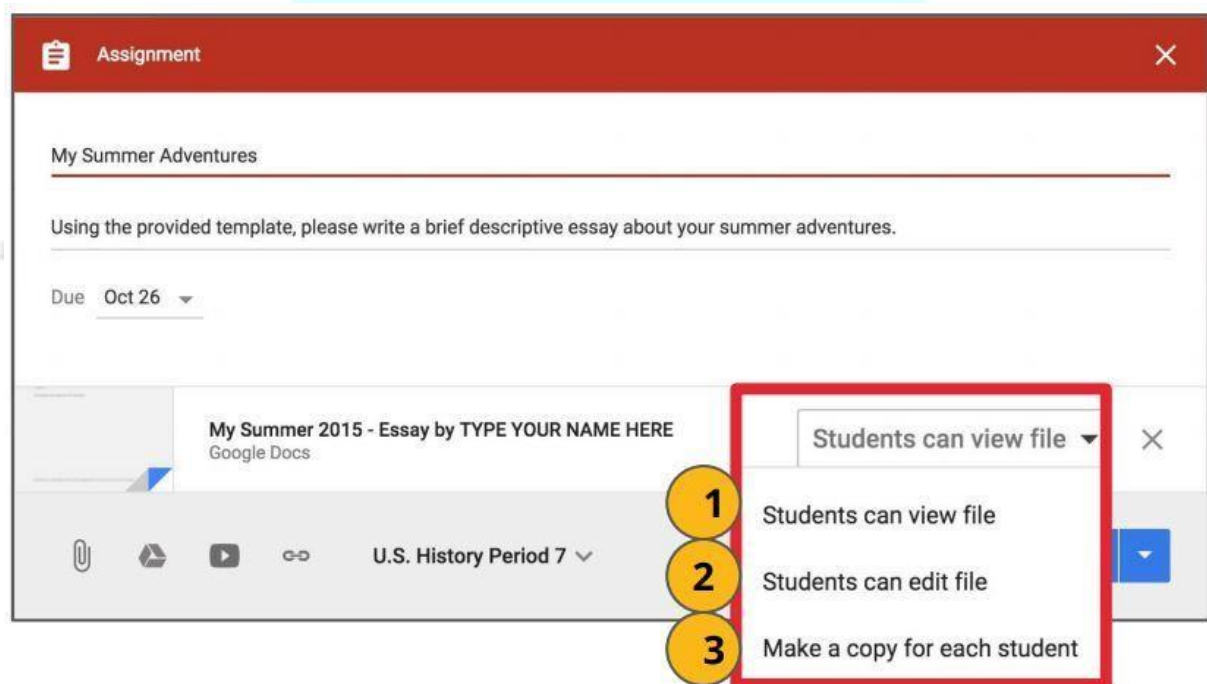 Assignment
My Summer Adventures
Using the provided template, please write a brief descriptive essay about your summer adventures.
Due Oct 26
My Summer 2015 - Essay by TYPE YOUR NAME HERE
Google Docs
Students can view file
1 Students can view file
U.S. History Period 7
2 Students can edit file
3 Make a copy for each student